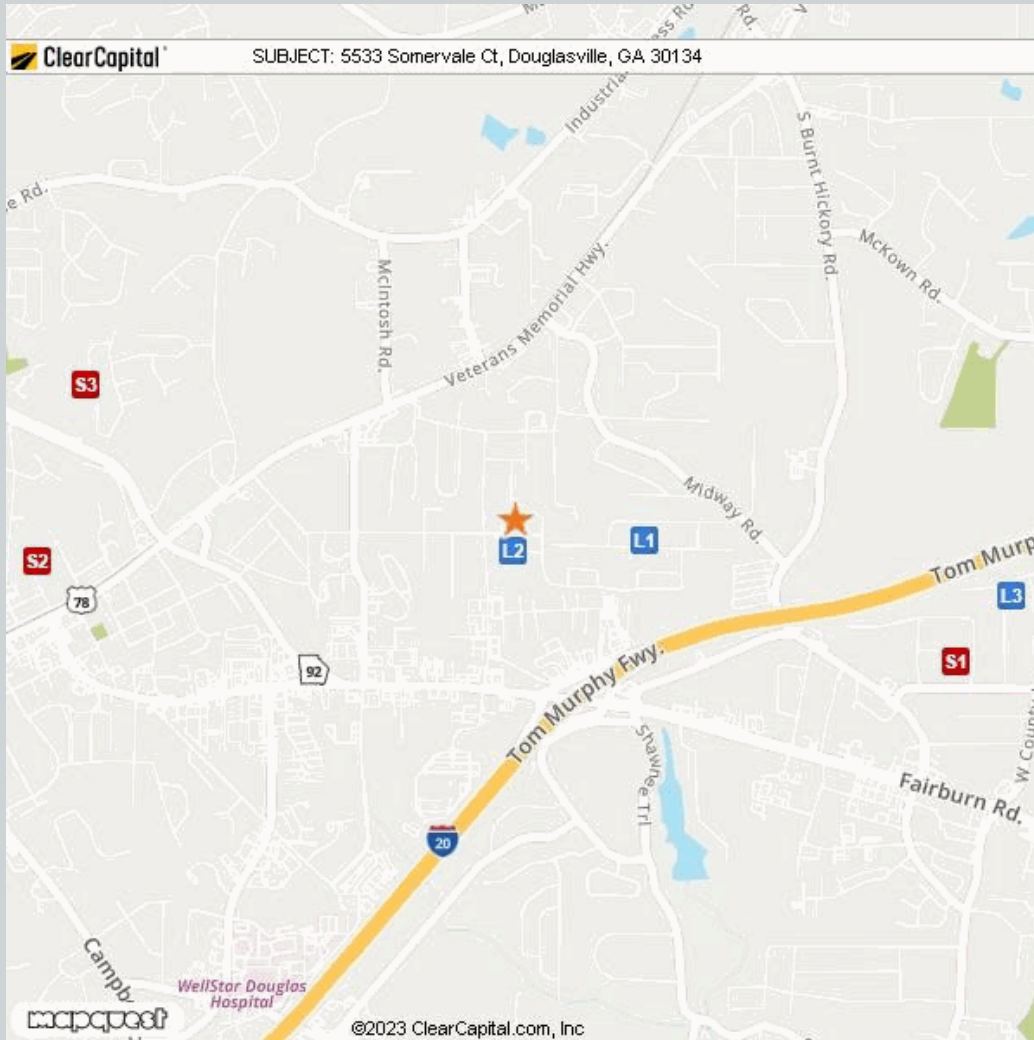 ClearCapital
SUBJECT: 5533 Somervale Ct, Douglasville, GA 30134
Rd.
S Burnt Hickory Rd.
McKown Rd.
Rd.
McIntosh Rd.
Veterans Memorial Hwy.
S3
Midway Rd.
L2
L1
S2
78
L3
92
S1
Tom Murphy Fwy.
Shawnee Trl
Fairburn Rd.
20
WellStar Douglas
Hospital
mapquest
©2023 ClearCapital.com, Inc